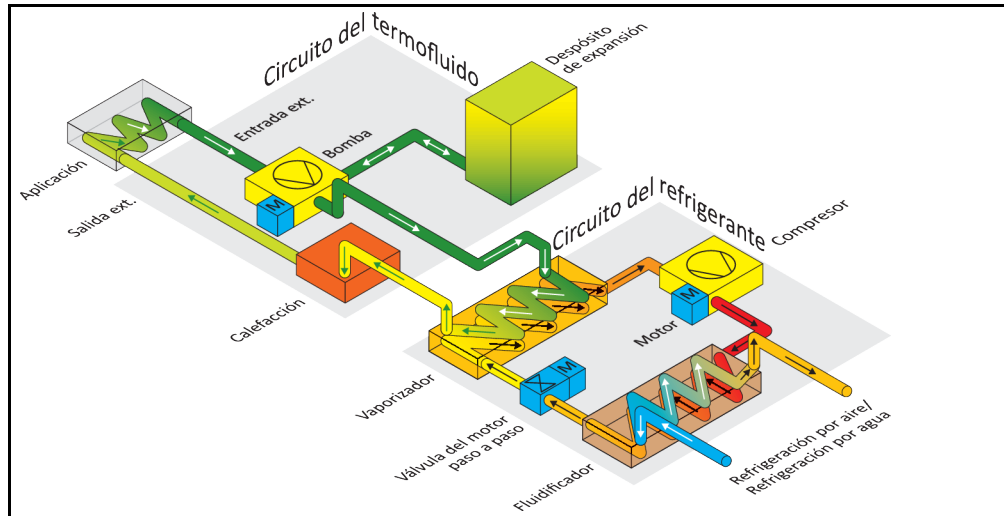 Circuito del termofluido
Despósito
de expansión
Entrada ext.
Bomba
Aplicación
Salida ext.
M
Circuito del refrigerante
Compresor
Calefacción
M
Motor
Vaporizador
M
Válvula del motor
paso a paso
Fluidificador
Refrigeración por aire/
Refrigeración por agua